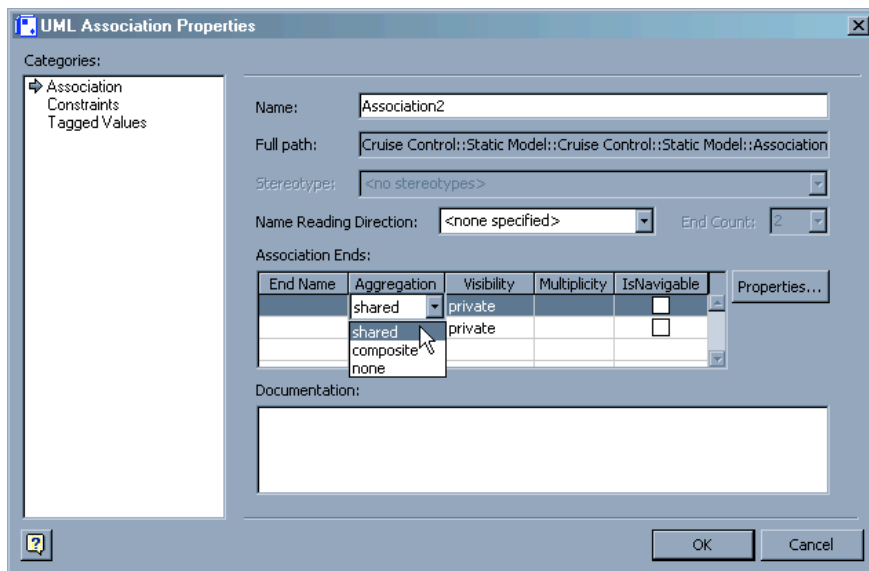 UML Association Properties
Categories:
Association
Constraints
Tagged Values
Name: Association2
Full path: Cruise Control::Static Model::Cruise Control::Static Model::Association
Stereotype: <no stereotypes>
Name Reading Direction: <none specified> End Count: 2
Association Ends:
End Name Aggregation Visibility Multiplicity IsNavigable
shared private
Properties...
shared private
composite
none
Documentation:
OK Cancel